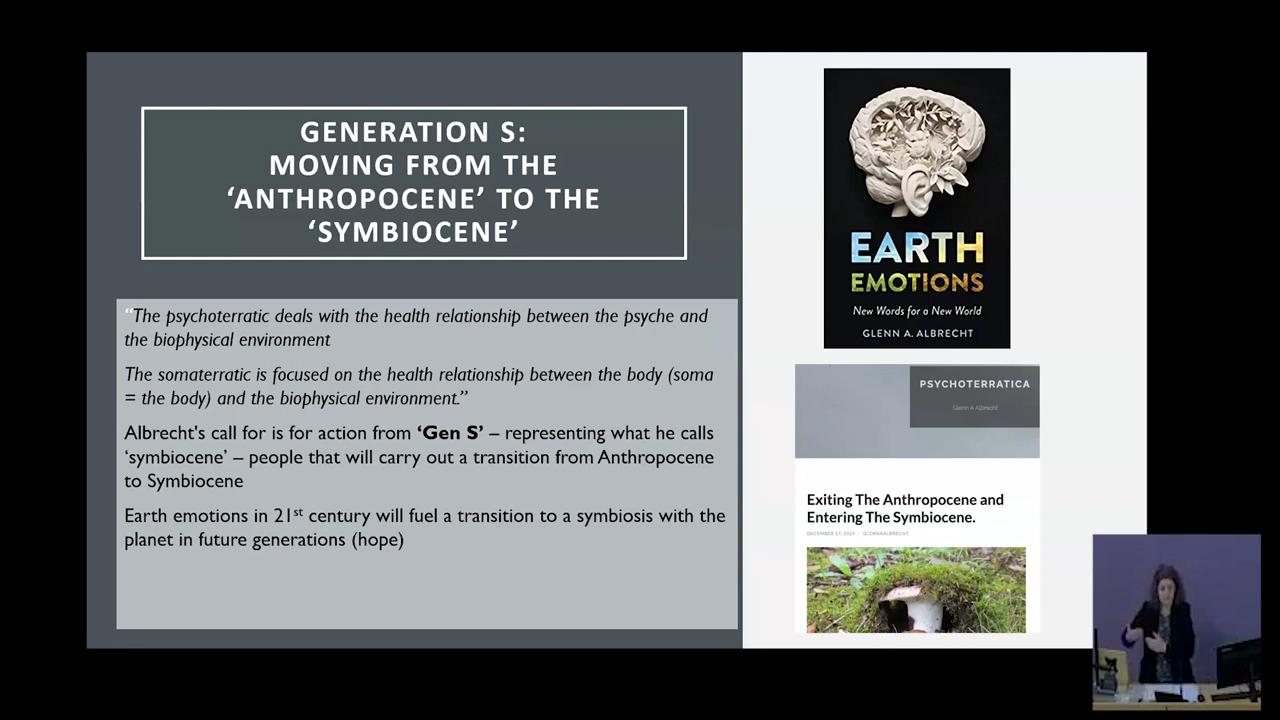 GENERATION S:
MOVING FROM THE
‘ANTHROPOCENE’ TO THE
‘SYMBIOCENE’
“The psychoterratic deals with the health relationship between the psyche and
the biophysical environment
The somaterratic is focused on the health relationship between the body (soma
= the body) and the biophysical environment.”
Albrecht's call for is for action from ‘Gen S’ – representing what he calls
‘symbiocene’ – people that will carry out a transition from Anthropocene
to Symbiocene
Earth emotions in 21st century will fuel a transition to a symbiosis with the
planet in future generations (hope)
EARTH
EMOTIONS
New Words for a New World
GLENN A. ALBRECHT
PSYCHOTERRATICA
Glenn A Albrecht
Exiting The Anthropocene and
Entering The Symbiocene.
DECEMBER 17, 2015 GLENNAALBRECHT